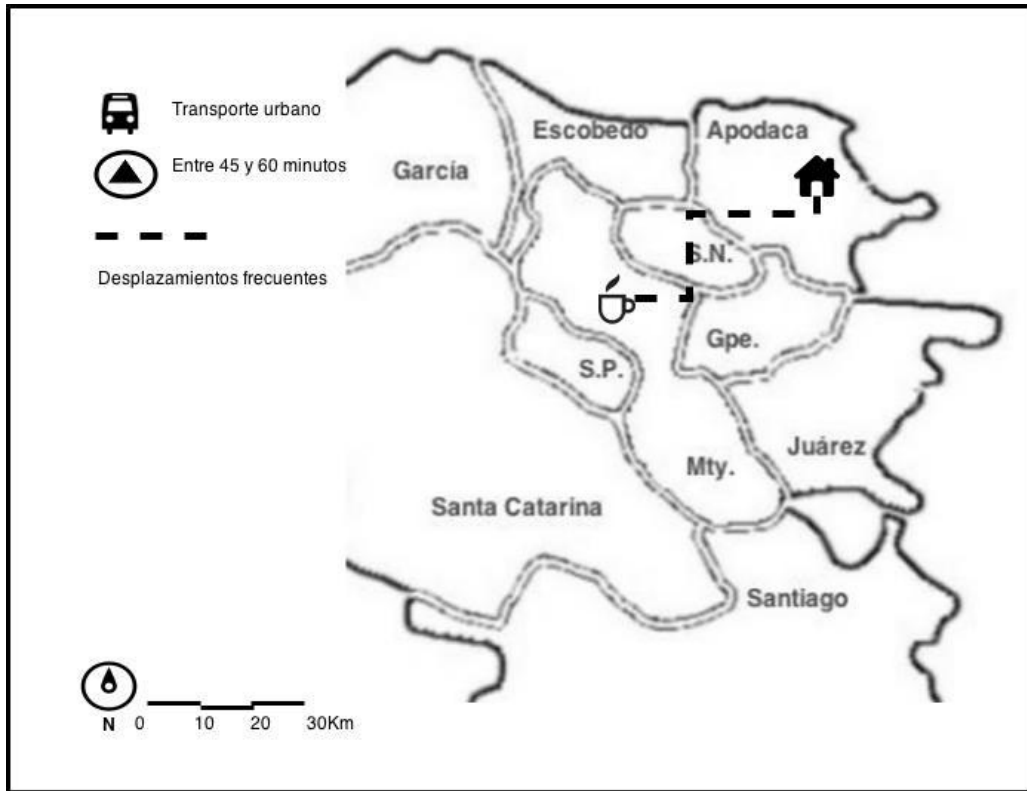 Transporte urbano
Entre 45 y 60 minutos
Desplazamientos frecuentes
Escobedo
Apodaca
García
S.N.
Gpe.
S.P.
Juárez
Mty.
Santa Catarina
Santiago
N 0 10 20 30Km